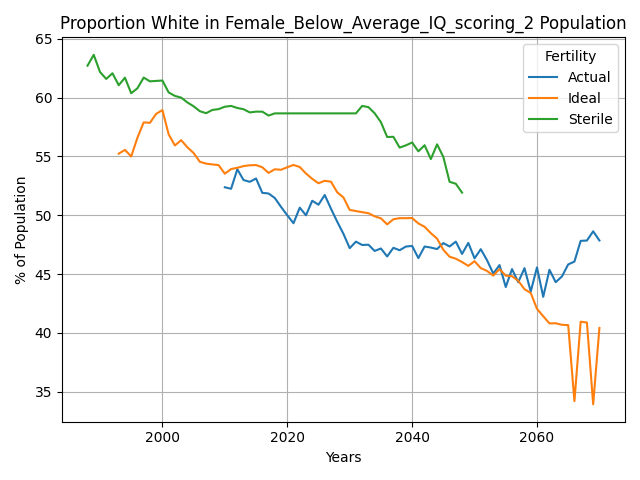 Proportion White in Female_Below_Average_IQ_scoring_2 Population
Fertility
Actual
Ideal
Sterile
% of Population
65
60
55
50
45
40
35
2000
2020
2040
2060
Years